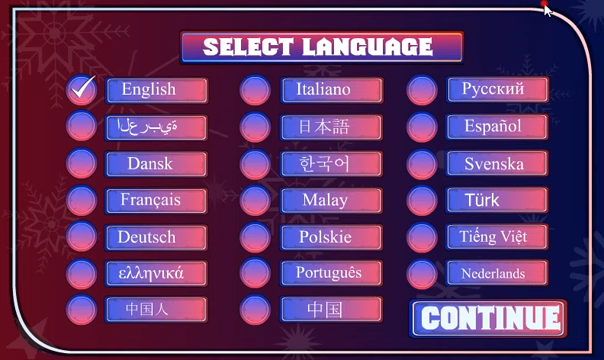 SELECT LANGUAGE
English
Italiano
Русский
ةيبرعلا
日本語
Español
Dansk
한국어
Svenska
Français
Malay
Türk
Deutsch
Polskie
Tiếng Việt
ελληνικά
Português
Nederlands
中国人
中国
CONTINUE